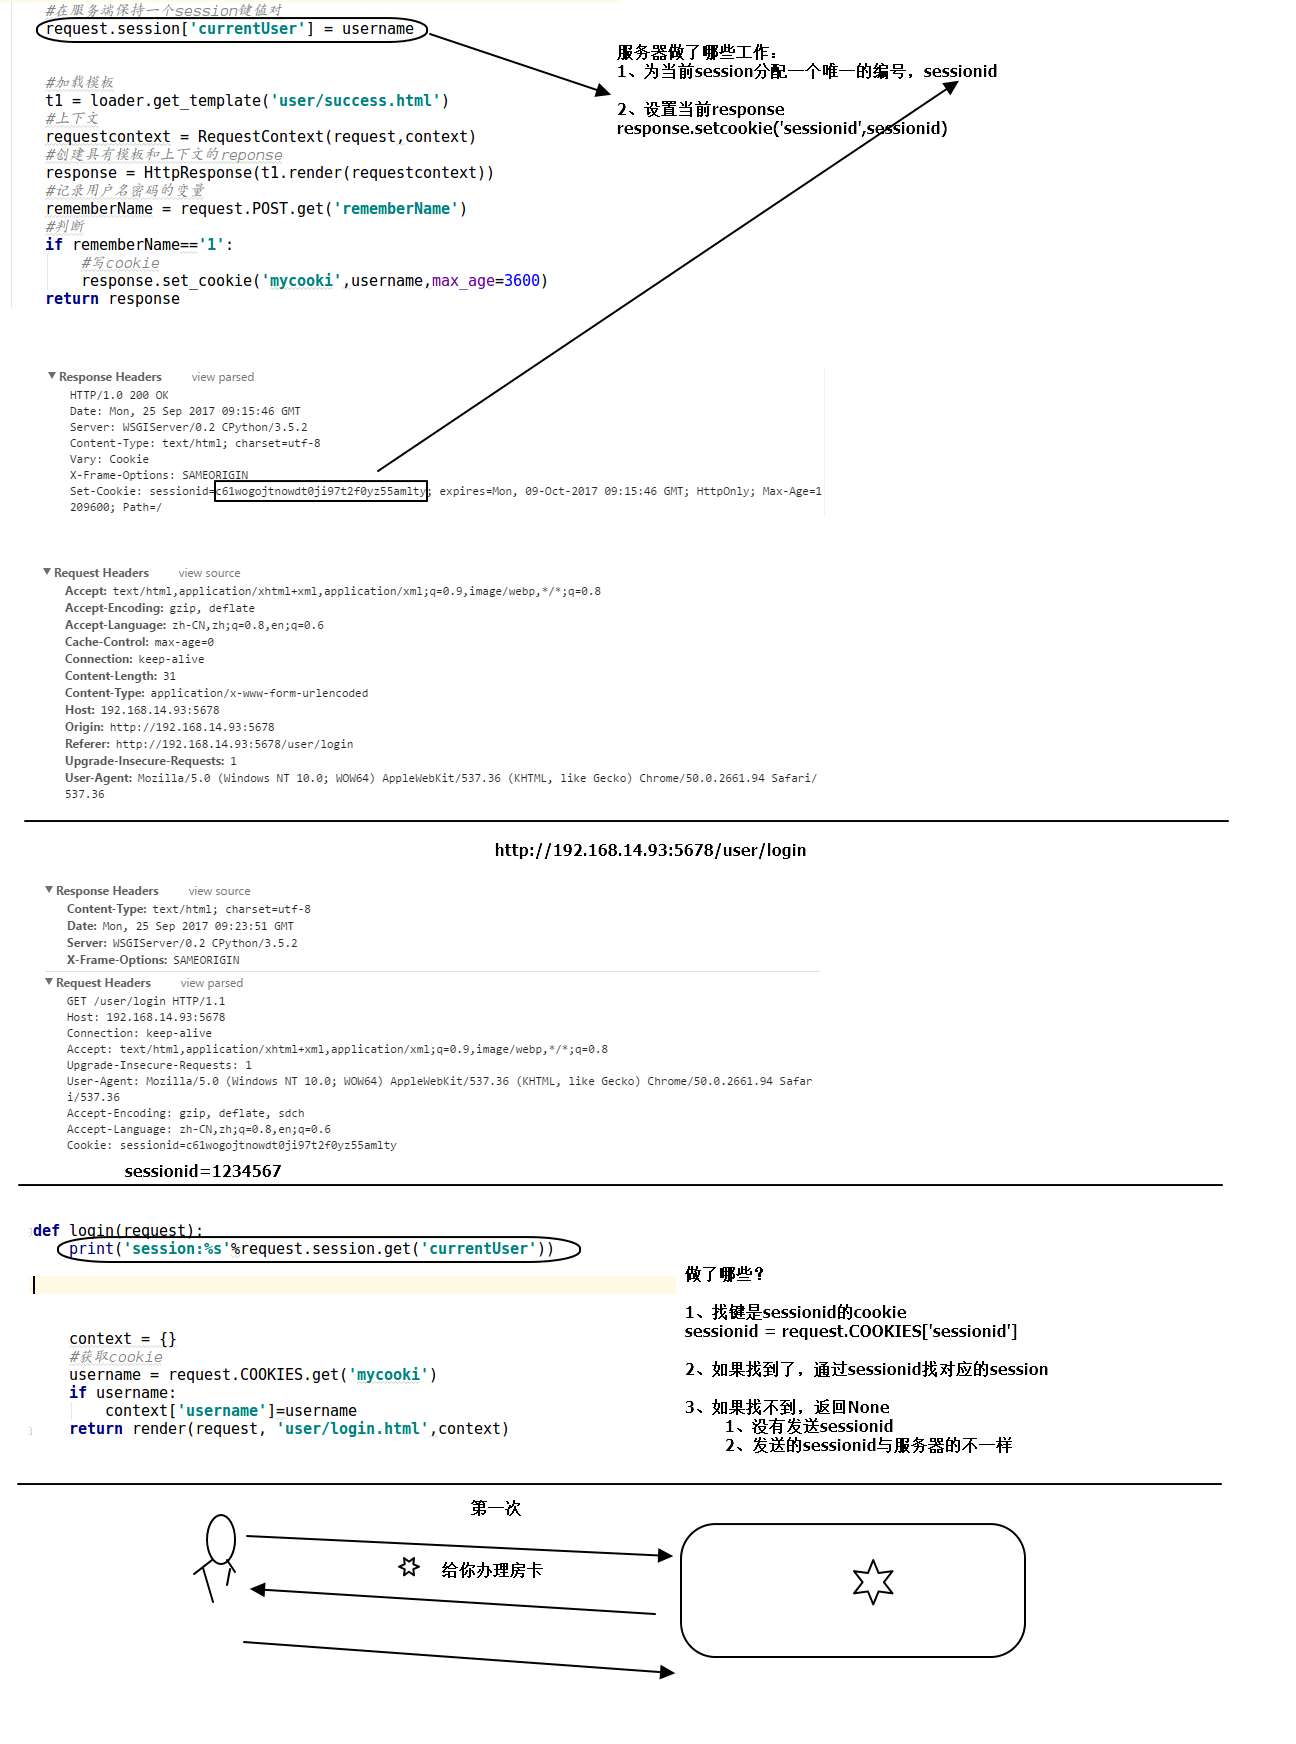 #在服务端保持一个session键值对
request.session['currentUser'] = username
服务器做了哪些工作：
1、为当前session分配一个唯一的编号，sessionid
2、设置当前response
response.setcookie('sessionid',sessionid)
#加载模板
t1 = loader.get_template('user/success.html')
#上下文
requestcontext = RequestContext(request,context)
#创建具有模板和上下文的reponse
response = HttpResponse(t1.render(requestcontext))
#记录用户名密码的变量
rememberName = request.POST.get('rememberName')
#判断
if rememberName=='1':
#写cookie
response.set_cookie('mycooki',username,max_age=3600)
return response
Response Headers view parsed
HTTP/1.0 200 OK
Date: Mon, 25 Sep 2017 09:15:46 GMT
Server: WSGIServer/0.2 CPython/3.5.2
Content-Type: text/html; charset=utf-8
Vary: Cookie
X-Frame-Options: SAMEORIGIN
Set-Cookie: sessionid=c61wogojtnowdt0ji97t2f0yz55amlty; expires=Mon, 09-Oct-2017 09:15:46 GMT; HttpOnly; Max-Age=1
209600; Path=/
Request Headers view source
Accept: text/html,application/xhtml+xml,application/xml;q=0.9,image/webp,*/*;q=0.8
Accept-Encoding: gzip, deflate
Accept-Language: zh-CN,zh;q=0.8,en;q=0.6
Cache-Control: max-age=0
Connection: keep-alive
Content-Length: 31
Content-Type: application/x-www-form-urlencoded
Host: 192.168.14.93:5678
Origin: http://192.168.14.93:5678
Referer: http://192.168.14.93:5678/user/login
Upgrade-Insecure-Requests: 1
User-Agent: Mozilla/5.0 (Windows NT 10.0; WOW64) AppleWebKit/537.36 (KHTML, like Gecko) Chrome/50.0.2661.94 Safari/
537.36
http://192.168.14.93:5678/user/login
Response Headers view source
Content-Type: text/html; charset=utf-8
Date: Mon, 25 Sep 2017 09:23:51 GMT
Server: WSGIServer/0.2 CPython/3.5.2
X-Frame-Options: SAMEORIGIN
Request Headers view parsed
GET /user/login HTTP/1.1
Host: 192.168.14.93:5678
Connection: keep-alive
Accept: text/html,application/xhtml+xml,application/xml;q=0.9,image/webp,*/*;q=0.8
Upgrade-Insecure-Requests: 1
User-Agent: Mozilla/5.0 (Windows NT 10.0; WOW64) AppleWebKit/537.36 (KHTML, like Gecko) Chrome/50.0.2661.94 Safar
i/537.36
Accept-Encoding: gzip, deflate, sdch
Accept-Language: zh-CN,zh;q=0.8,en;q=0.6
Cookie: sessionid=c61wogojtnowdt0ji97t2f0yz55amlty
sessionid=1234567
def login(request):
print('session:%s'%request.session.get('currentUser'))
context = {}
#获取cookie
username = request.COOKIES.get('mycooki')
if username:
context['username']=username
return render(request, 'user/login.html',context)
做了哪些？
1、找键是sessionid的cookie
sessionid = request.COOKIES['sessionid']
2、如果找到了，通过sessionid找对应的session
3、如果找不到，返回None
1、没有发送sessionid
2、发送的sessionid与服务器的不一样
第一次
给你办理房卡